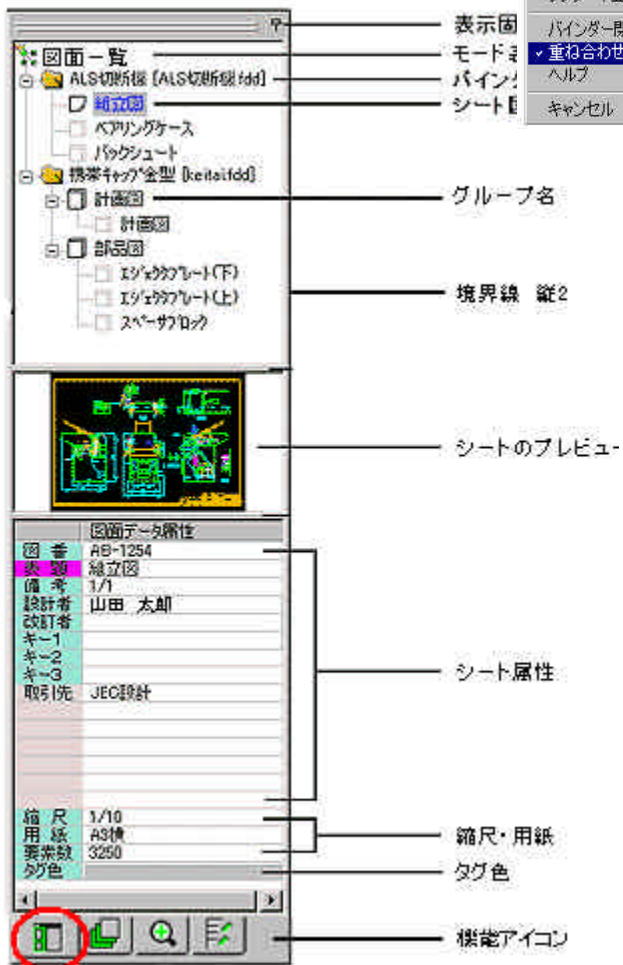 表示固
モード
図面一覧
バインダ
ALS切断機 [ALS切断機.fdd]
シート
組立図
ベアリングケース
バックシュート
携帯キャップ金型 [keitai.fdd]
計画図
グループ名
計画図
部品図
エジェクタプレート(下)
エジェクタプレート(上)
スペーサブロック
境界線 縦2
バインダー閉
重ね合わせ
ヘルプ
キャンセル
シートのプレビュー
図面データ属性
図 番 AB-1254
表 題 組立図
備 考 1/1
設計者 山田 太郎
改訂者
キー1
キー2
キー3
取引先 JEC設計
シート属性
縮 尺 1/10
用 紙 A3横
要素数 3250
タグ色
縮尺・用紙
タグ色
機能アイコン